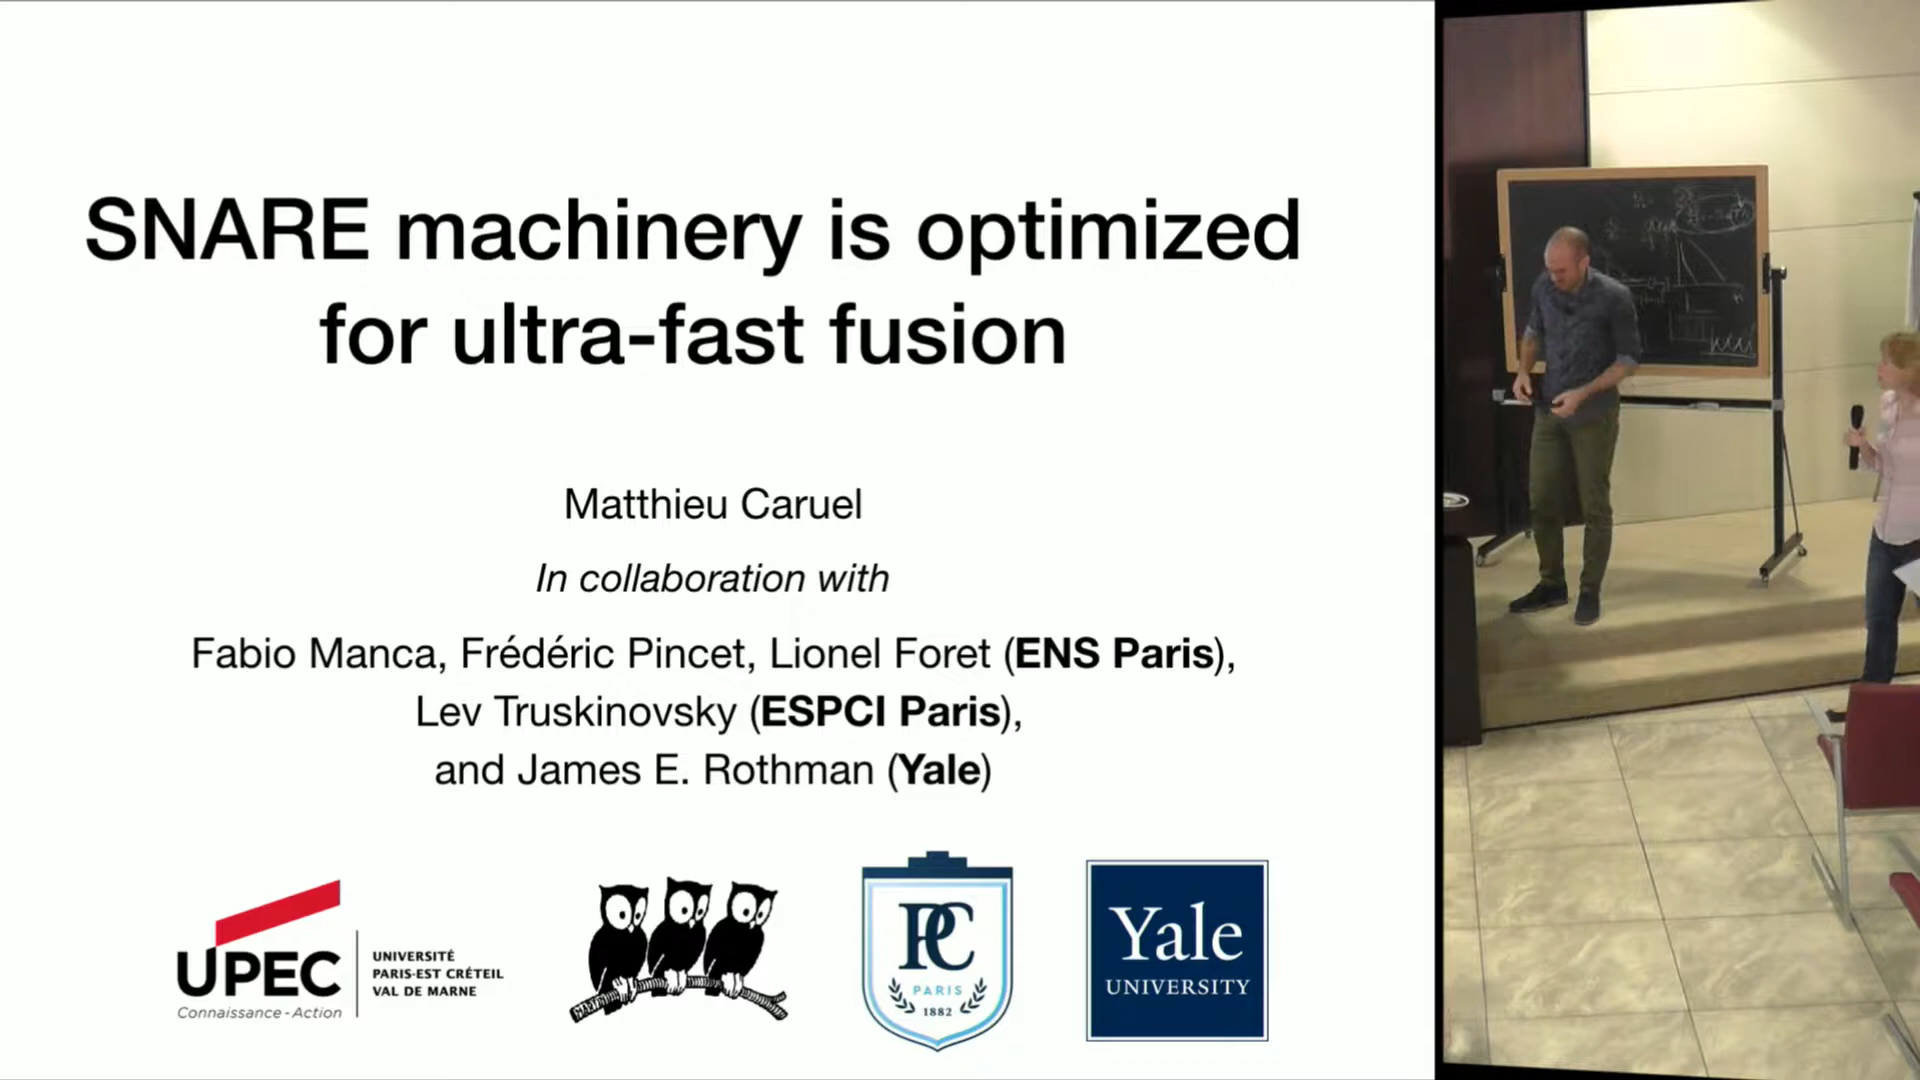 SNARE machinery is optimized
for ultra-fast fusion
Matthieu Caruel
In collaboration with
Fabio Manca, Frédéric Pincet, Lionel Foret (ENS Paris),
Lev Truskinovsky (ESPCI Paris),
and James E. Rothman (Yale)
UPEC
Connaissance - Action
UNIVERSITÉ
PARIS-EST CRÉTEIL
VAL DE MARNE
PC
PARIS
1882
Yale
UNIVERSITY